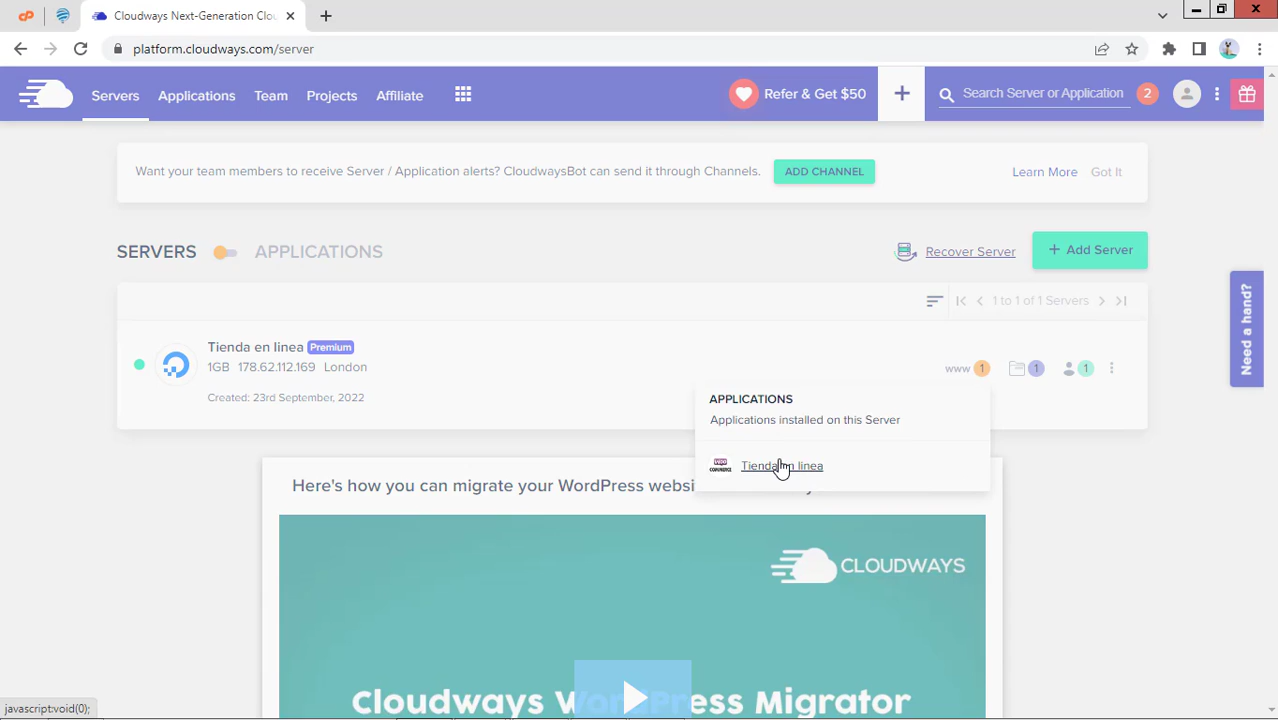 Cloudways Next-Generation Clou
platform.cloudways.com/server
Servers
Applications
Team
Projects
Affiliate
Refer & Get $50
Search Server or Application
2
Want your team members to receive Server / Application alerts? CloudwaysBot can send it through Channels.
ADD CHANNEL
Learn More
Got It
SERVERS
APPLICATIONS
Recover Server
+ Add Server
Need a hand?
1 to 1 of 1 Servers
Tienda en linea Premium
1GB 178.62.112.169 London
www 1
1
1
Created: 23rd September, 2022
APPLICATIONS
Applications installed on this Server
Tienda en linea
Here's how you can migrate your WordPress
CLOUDWAYS
Cloudways WordPress Migrator
javascript:void(0);